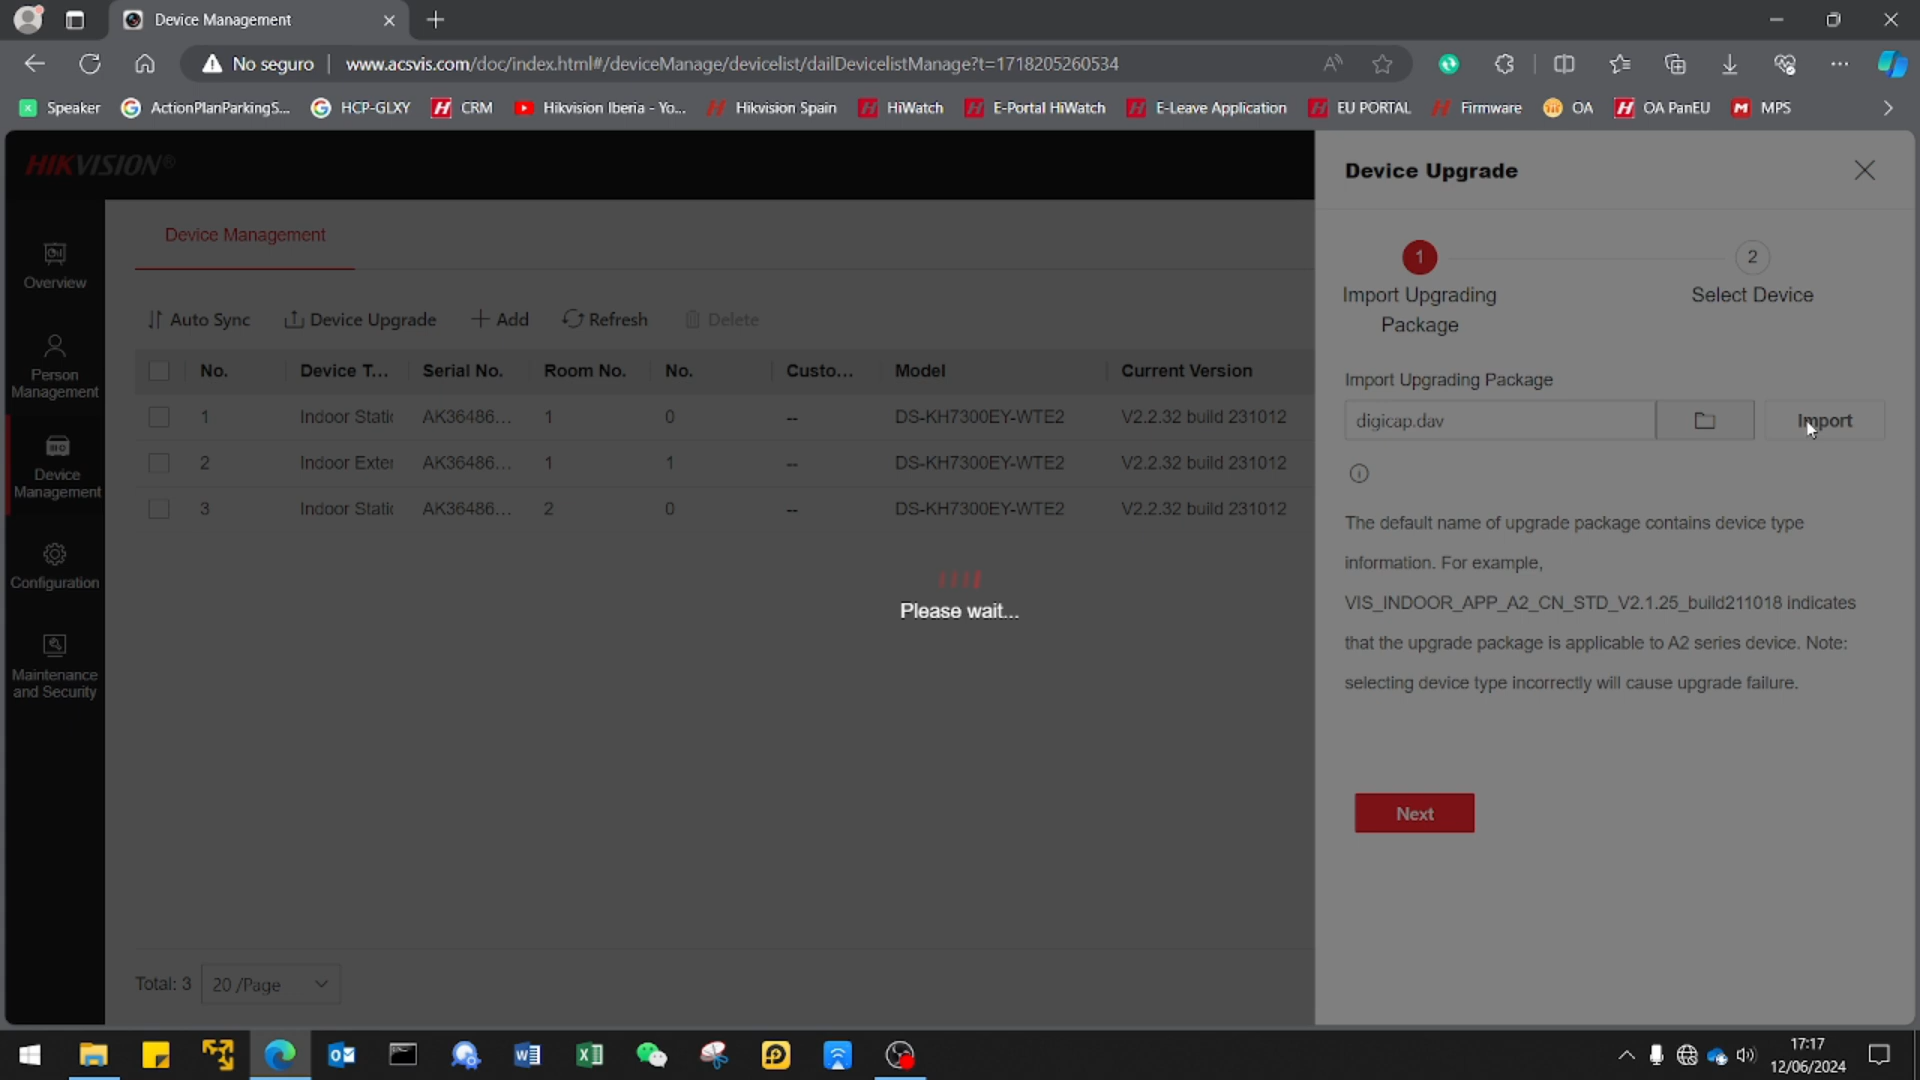 Device Management
No seguro
www.acsvis.com/doc/index.html#/deviceManage/devicelist/dailDevicelistManage?t=1718205260534
Speaker
ActionPlanParkingS...
HCP-GLXY
CRM
Hikvision Iberia - Yo...
Hikvision Spain
HiWatch
E-Portal HiWatch
E-Leave Application
EU PORTAL
Firmware
OA
OA PanEU
MPS
HIKVISION®
Overview
Person
Management
Device
Management
Configuration
Maintenance
and Security
Device Management
Auto Sync
Device Upgrade
Add
Refresh
Delete
No. Device T... Serial No. Room No. No. Custo... Model Current Version
1 Indoor Static AK36486... 1 0 -- DS-KH7300EY-WTE2 V2.2.32 build 231012
2 Indoor Exter AK36486... 1 1 -- DS-KH7300EY-WTE2 V2.2.32 build 231012
3 Indoor Static AK36486... 2 0 -- DS-KH7300EY-WTE2 V2.2.32 build 231012
Please wait...
Total: 3
20 /Page
Device Upgrade
1
Import Upgrading
Package
2
Select Device
Import Upgrading Package
digicap.dav
Import
The default name of upgrade package contains device type
information. For example,
VIS_INDOOR_APP_A2_CN_STD_V2.1.25_build211018 indicates
that the upgrade package is applicable to A2 series device. Note:
selecting device type incorrectly will cause upgrade failure.
Next
17:17
12/06/2024